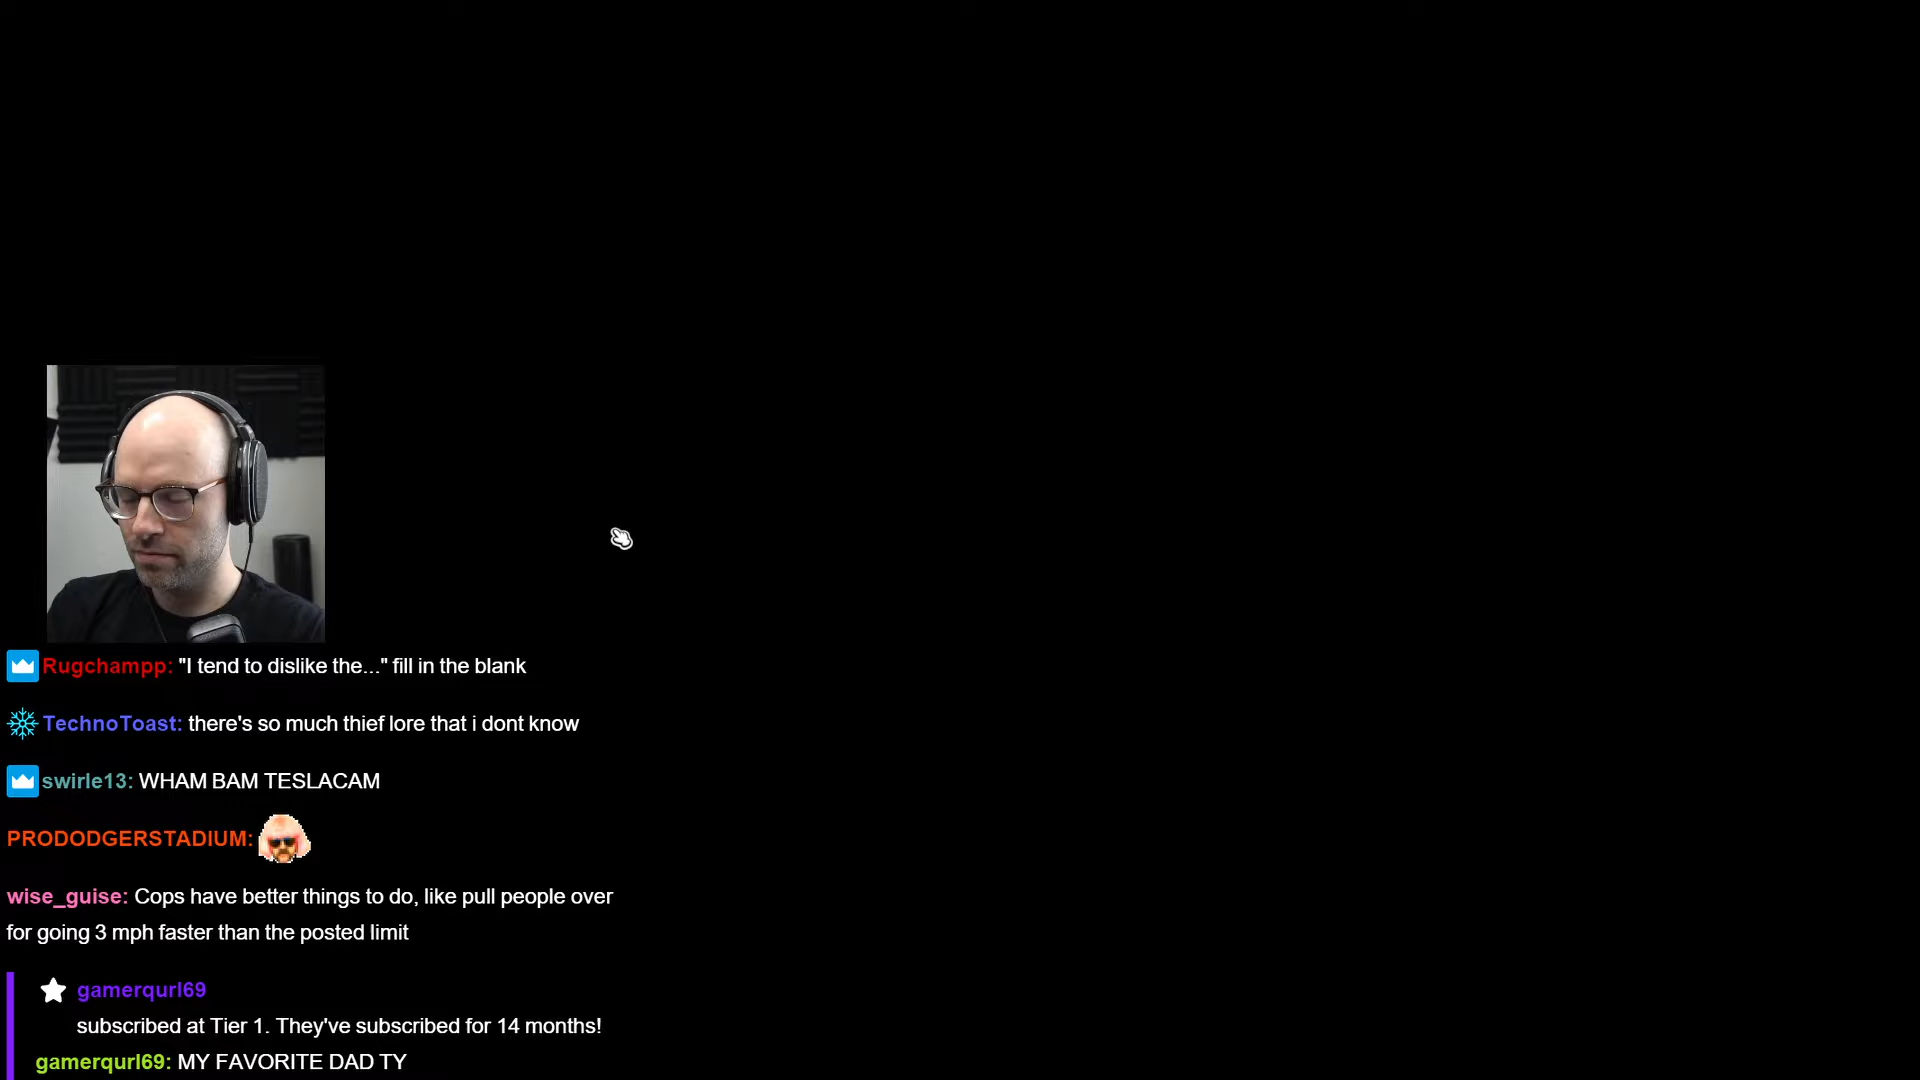 Rugchampp: "I tend to dislike the..." fill in the blank
TechnoToast: there's so much thief lore that i dont know
swirle13: WHAM BAM TESLACAM
PRODODGERSTADIUM:
wise_guise: Cops have better things to do, like pull people over
for going 3 mph faster than the posted limit
gamerqurl69
subscribed at Tier 1. They've subscribed for 14 months!
gamerqurl69: MY FAVORITE DAD TY